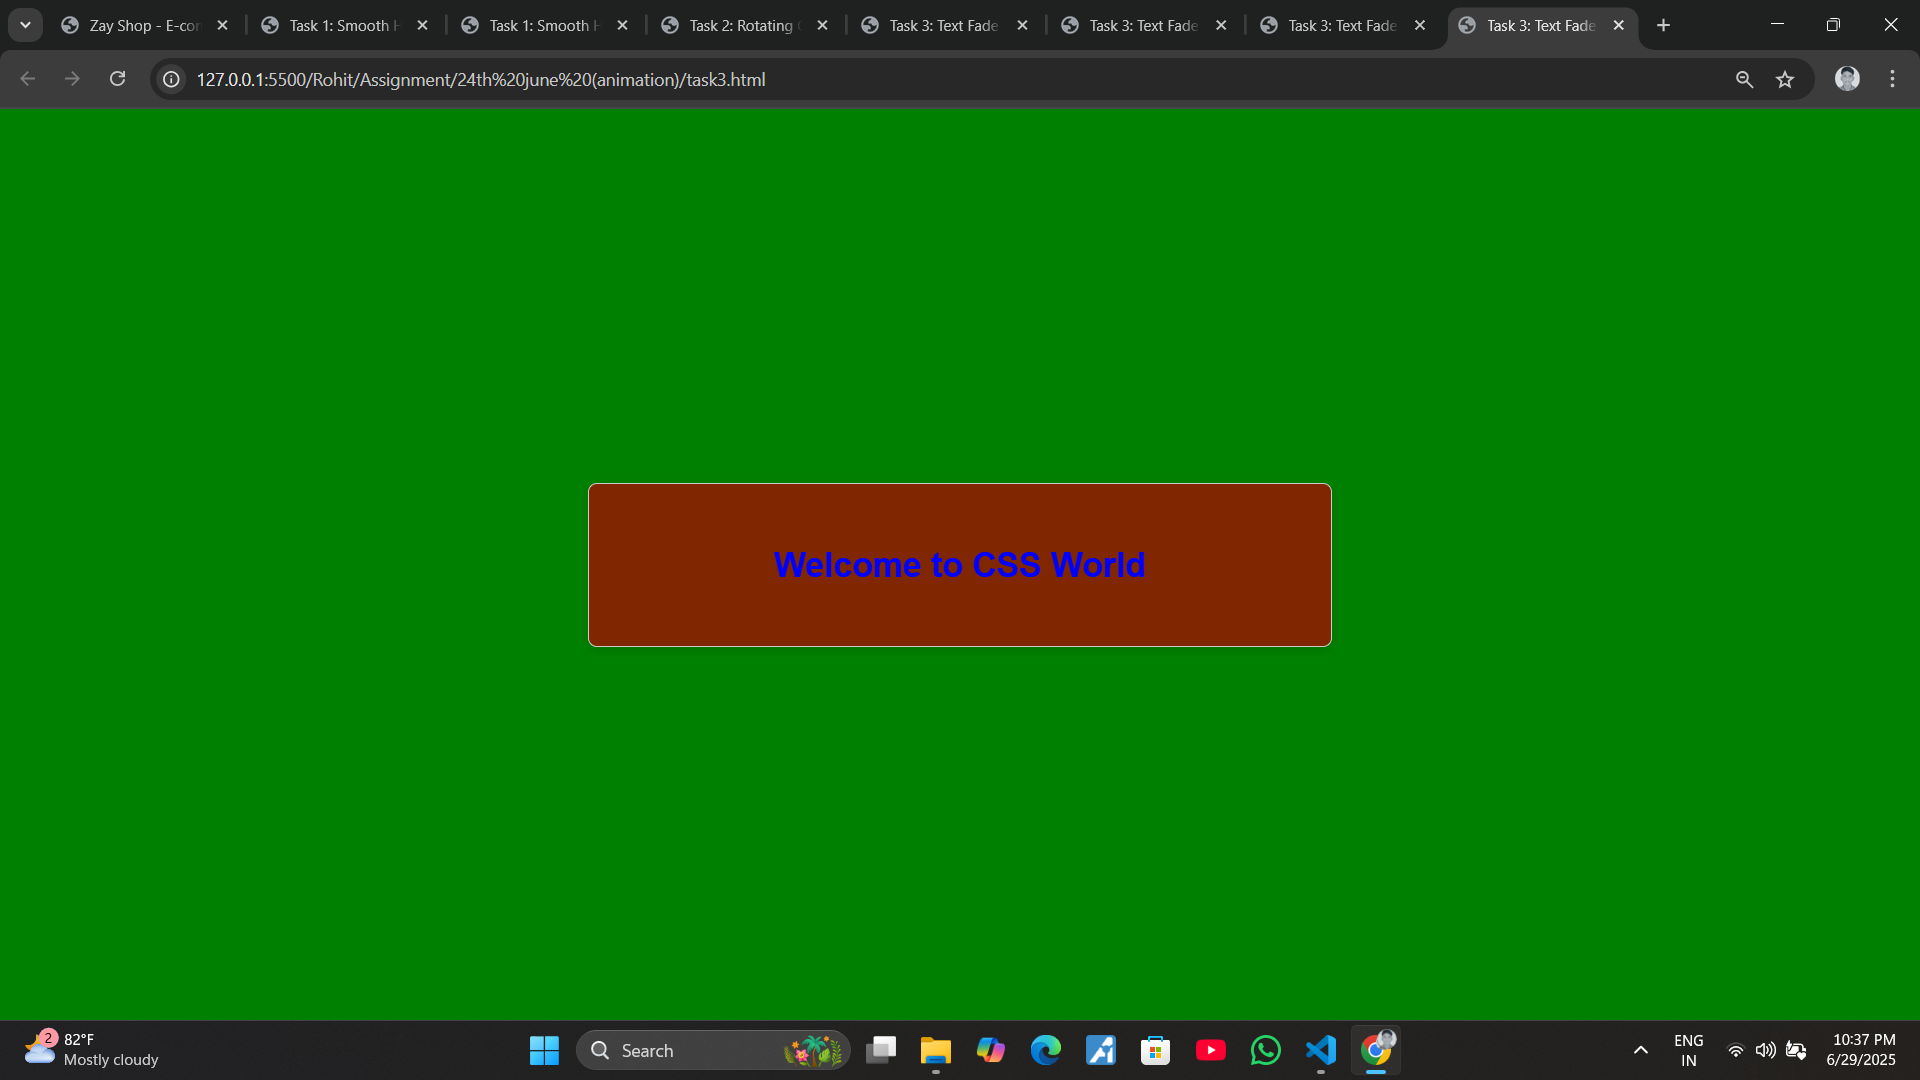 Zay Shop - E-con
Task 1: Smooth H
Task 1: Smooth H
Task 2: Rotating
Task 3: Text Fade
Task 3: Text Fade
Task 3: Text Fade
Task 3: Text Fade
127.0.0.1:5500/Rohit/Assignment/24th%20june%20(animation)/task3.html
Welcome to CSS World
2
82°F
Mostly cloudy
Search
ENG
IN
10:37 PM
6/29/2025